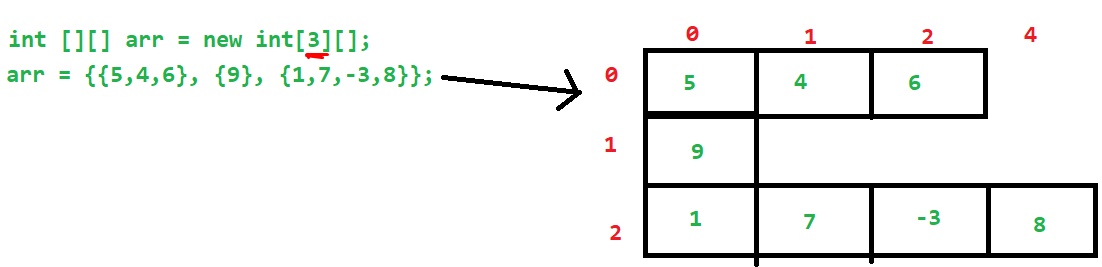 int [][] arr = new int[3][];
arr = {{5,4,6}, {9}, {1,7,-3,8}};
0 1 2 4
0 5 4 6
1 9
2 1 7 -3 8